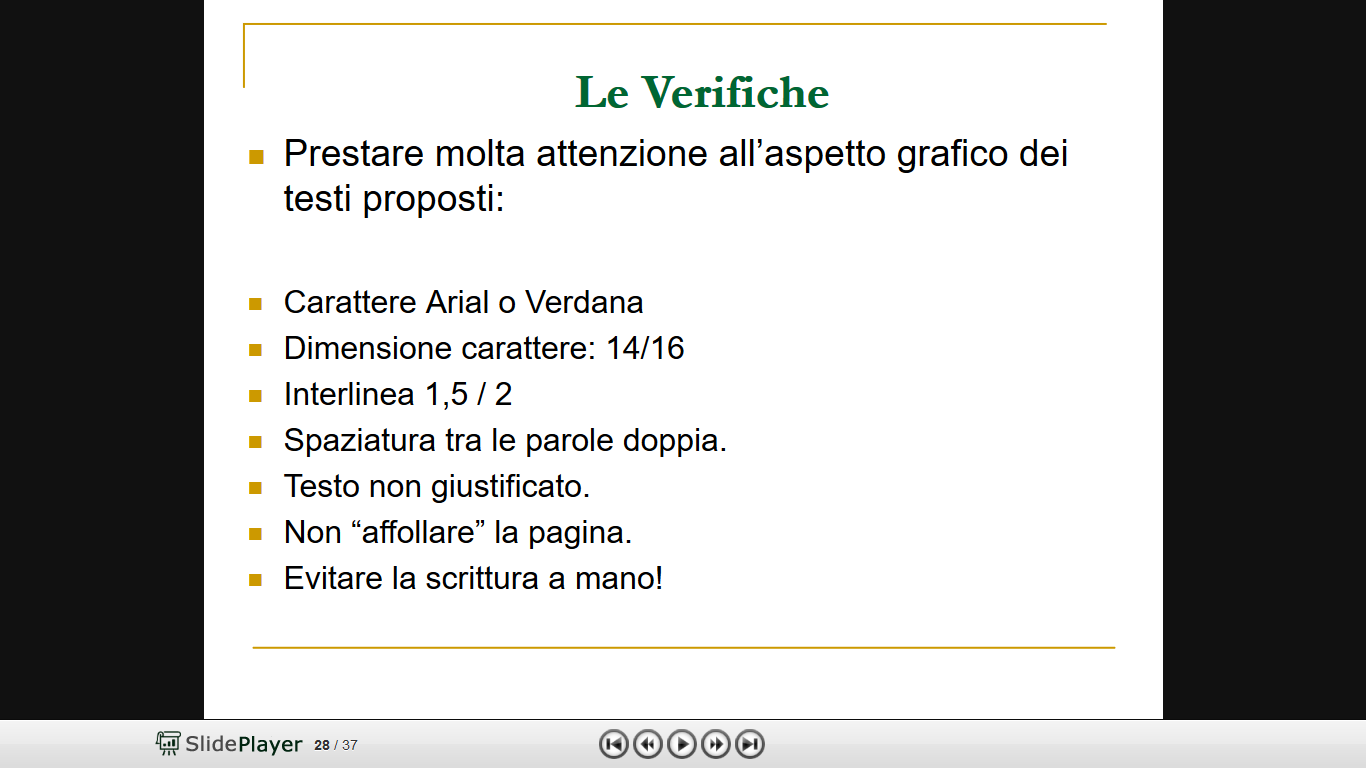 Le Verifiche
Prestare molta attenzione all’aspetto grafico dei
testi proposti:
Carattere Arial o Verdana
Dimensione carattere: 14/16
Interlinea 1,5 / 2
Spaziatura tra le parole doppia.
Testo non giustificato.
Non “affollare” la pagina.
Evitare la scrittura a mano!
SlidePlayer 28 / 37